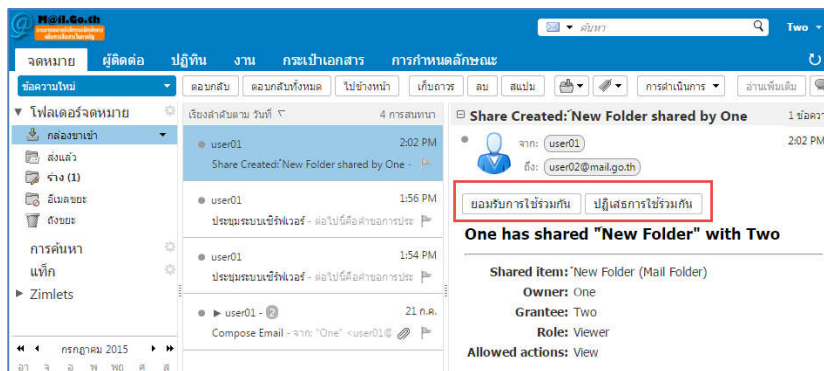 M@il.Go.th
ค้นหา
Two
จดหมาย ผู้ติดต่อ ปฏิทิน งาน กระเป๋าเอกสาร การกำหนดลักษณะ
ข้อความใหม่
ตอบกลับ ตอบกลับทั้งหมด ไปข้างหน้า เก็บถาวร ลบ สแปม การดำเนินการ อ่านเพิ่มเติม
โฟลเดอร์จดหมาย
กล่องขาเข้า
ส่งแล้ว
ร่าง (1)
อีเมลขยะ
ถังขยะ
การค้นหา
แท็ก
Zimlets
กรกฎาคม 2015
อา จ อ พ พฤ ศ ส
เรียงลำดับตาม วันที่ 4 การสนทนา
user01 2:02 PM
Share Created: New Folder shared by One -
user01 1:56 PM
ประชุมระบบเซิร์ฟเวอร์ - ต่อไปนี้คือคำขอการประ
user01 1:54 PM
ประชุมระบบเซิร์ฟเวอร์ - ต่อไปนี้คือคำขอการประ
user01 - 2 21 ก.ค.
Compose Email - จาก: "One" <user01@
Share Created: New Folder shared by One 1 ข้อควา
จาก: user01 2:02 PM
ถึง: user02@mail.go.th
ยอมรับการใช้ร่วมกัน ปฏิเสธการใช้ร่วมกัน
One has shared "New Folder" with Two
Shared item: New Folder (Mail Folder)
Owner: One
Grantee: Two
Role: Viewer
Allowed actions: View